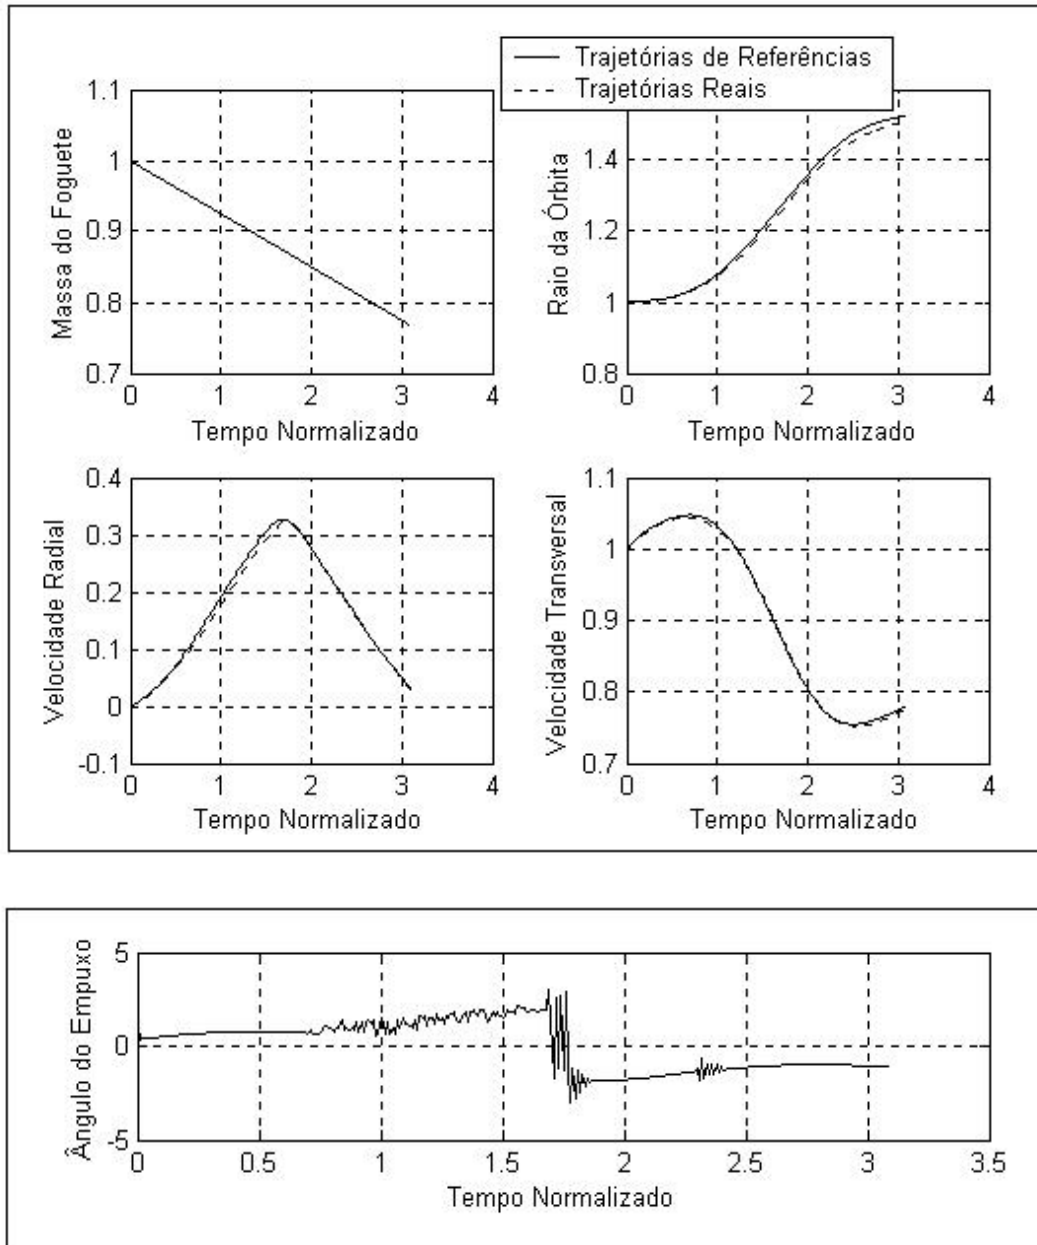 Trajetórias de Referências
Trajetórias Reais
Massa do Foguete
1.1
1
0.9
0.8
0.7
0 1 2 3 4
Tempo Normalizado
Raio da Órbita
1.4
1.2
1
0.8
0 1 2 3 4
Tempo Normalizado
Velocidade Radial
0.4
0.3
0.2
0.1
0
-0.1
0 1 2 3 4
Tempo Normalizado
Velocidade Transversal
1.1
1
0.9
0.8
0.7
0 1 2 3 4
Tempo Normalizado
Ângulo do Empuxo
5
0
-5
0 0.5 1 1.5 2 2.5 3 3.5
Tempo Normalizado